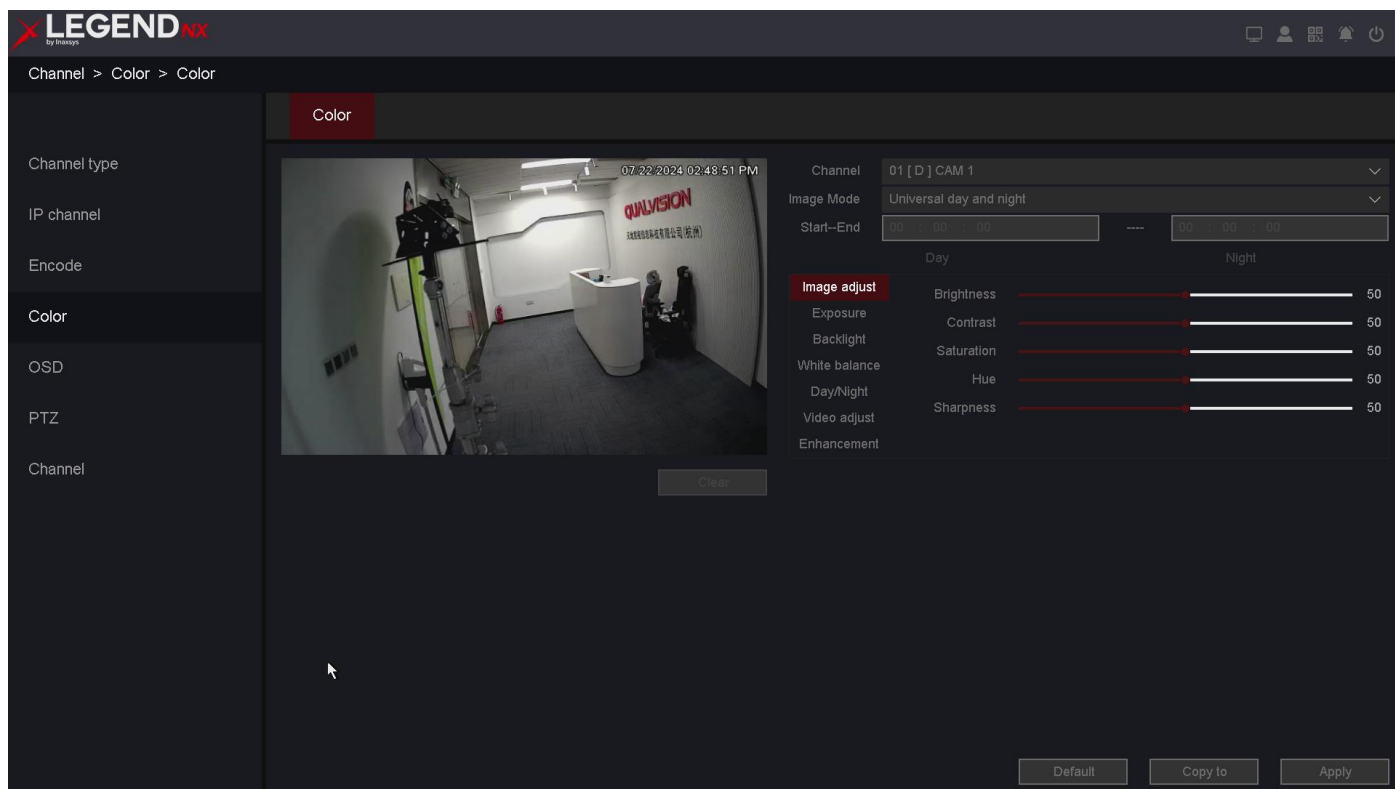 XLEGEND NX
by Inaxsys
Channel > Color > Color
Color
Channel type
IP channel
Encode
Color
OSD
PTZ
Channel
07/22/2024 02:48:51 PM
QUALVISION
Clear
Channel 01 [ D ] CAM 1
Image Mode Universal day and night
Start--End 00 : 00 : 00 ---- 00 : 00 : 00
Day Night
Image adjust
Exposure
Backlight
White balance
Day/Night
Video adjust
Enhancement
Brightness 50
Contrast 50
Saturation 50
Hue 50
Sharpness 50
Default Copy to Apply